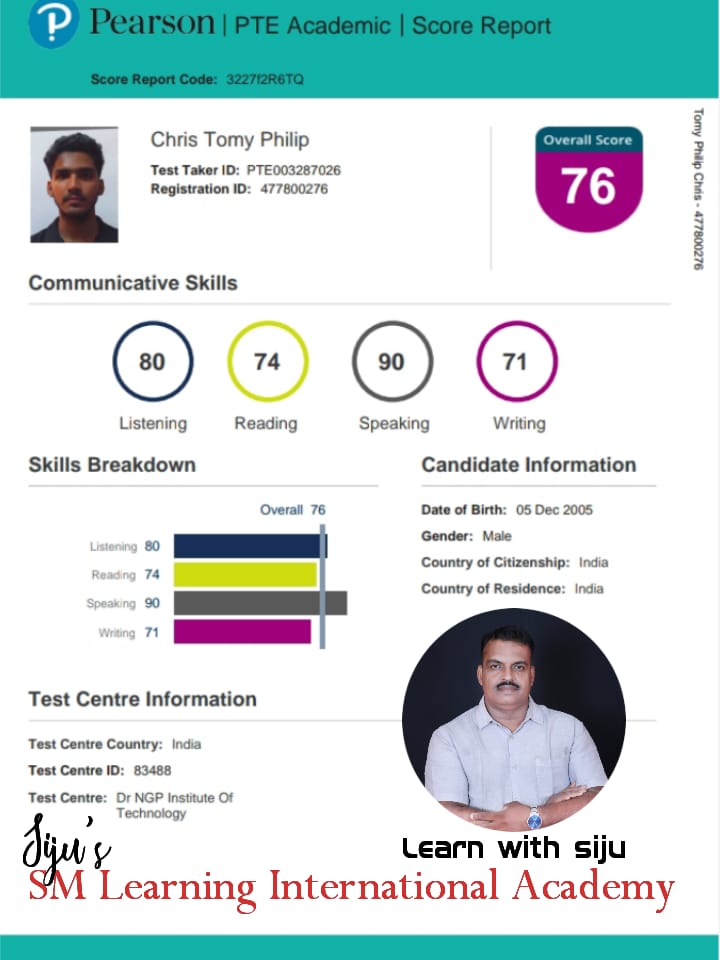 Pearson | PTE Academic | Score Report
Score Report Code: 3227f2R6TQ
Chris Tomy Philip
Test Taker ID: PTE003287026
Registration ID: 477800276
Overall Score
76
Tomy Philip Chris - 477800276
Communicative Skills
80 74 90 71
Listening Reading Speaking Writing
Skills Breakdown
Overall 76
Listening 80
Reading 74
Speaking 90
Writing 71
Candidate Information
Date of Birth: 05 Dec 2005
Gender: Male
Country of Citizenship: India
Country of Residence: India
Test Centre Information
Test Centre Country: India
Test Centre ID: 83488
Test Centre: Dr NGP Institute Of
Technology
Learn with siju
Siju's
SM Learning International Academy